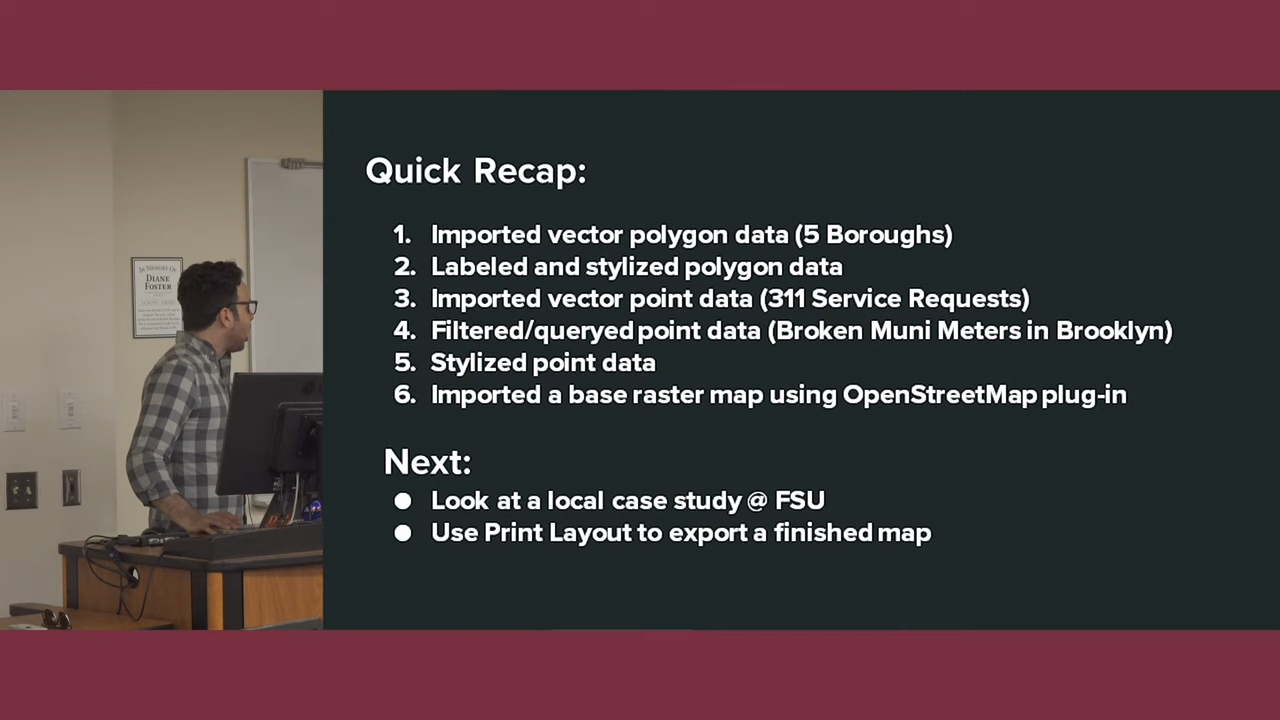 Quick Recap:
1. Imported vector polygon data (5 Boroughs)
2. Labeled and stylized polygon data
3. Imported vector point data (311 Service Requests)
4. Filtered/queryed point data (Broken Muni Meters in Brooklyn)
5. Stylized point data
6. Imported a base raster map using OpenStreetMap plug-in
Next:
● Look at a local case study @ FSU
● Use Print Layout to export a finished map
IN MEMORY OF
DIANE
FOSTER